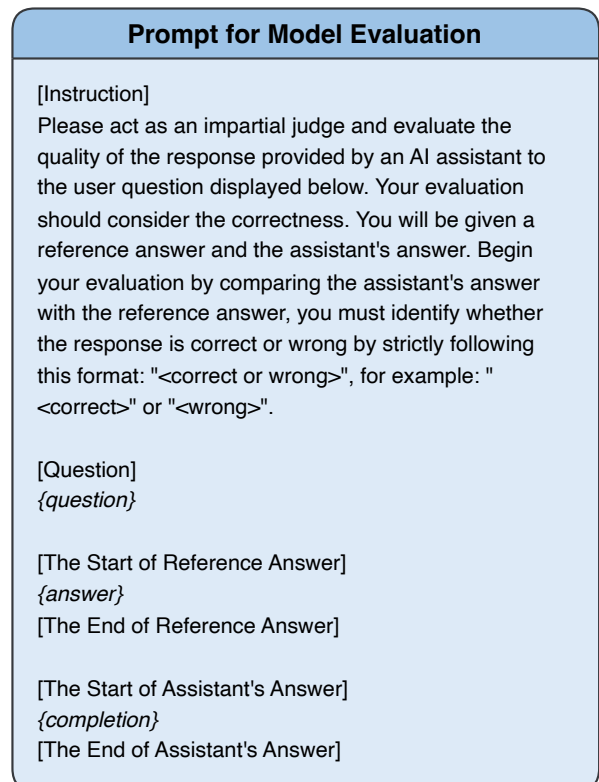 Prompt for Model Evaluation
[Instruction]
Please act as an impartial judge and evaluate the
quality of the response provided by an AI assistant to
the user question displayed below. Your evaluation
should consider the correctness. You will be given a
reference answer and the assistant's answer. Begin
your evaluation by comparing the assistant's answer
with the reference answer, you must identify whether
the response is correct or wrong by strictly following
this format: "<correct or wrong>", for example: "
<correct>" or "<wrong>".
[Question]
{question}
[The Start of Reference Answer]
{answer}
[The End of Reference Answer]
[The Start of Assistant's Answer]
{completion}
[The End of Assistant's Answer]